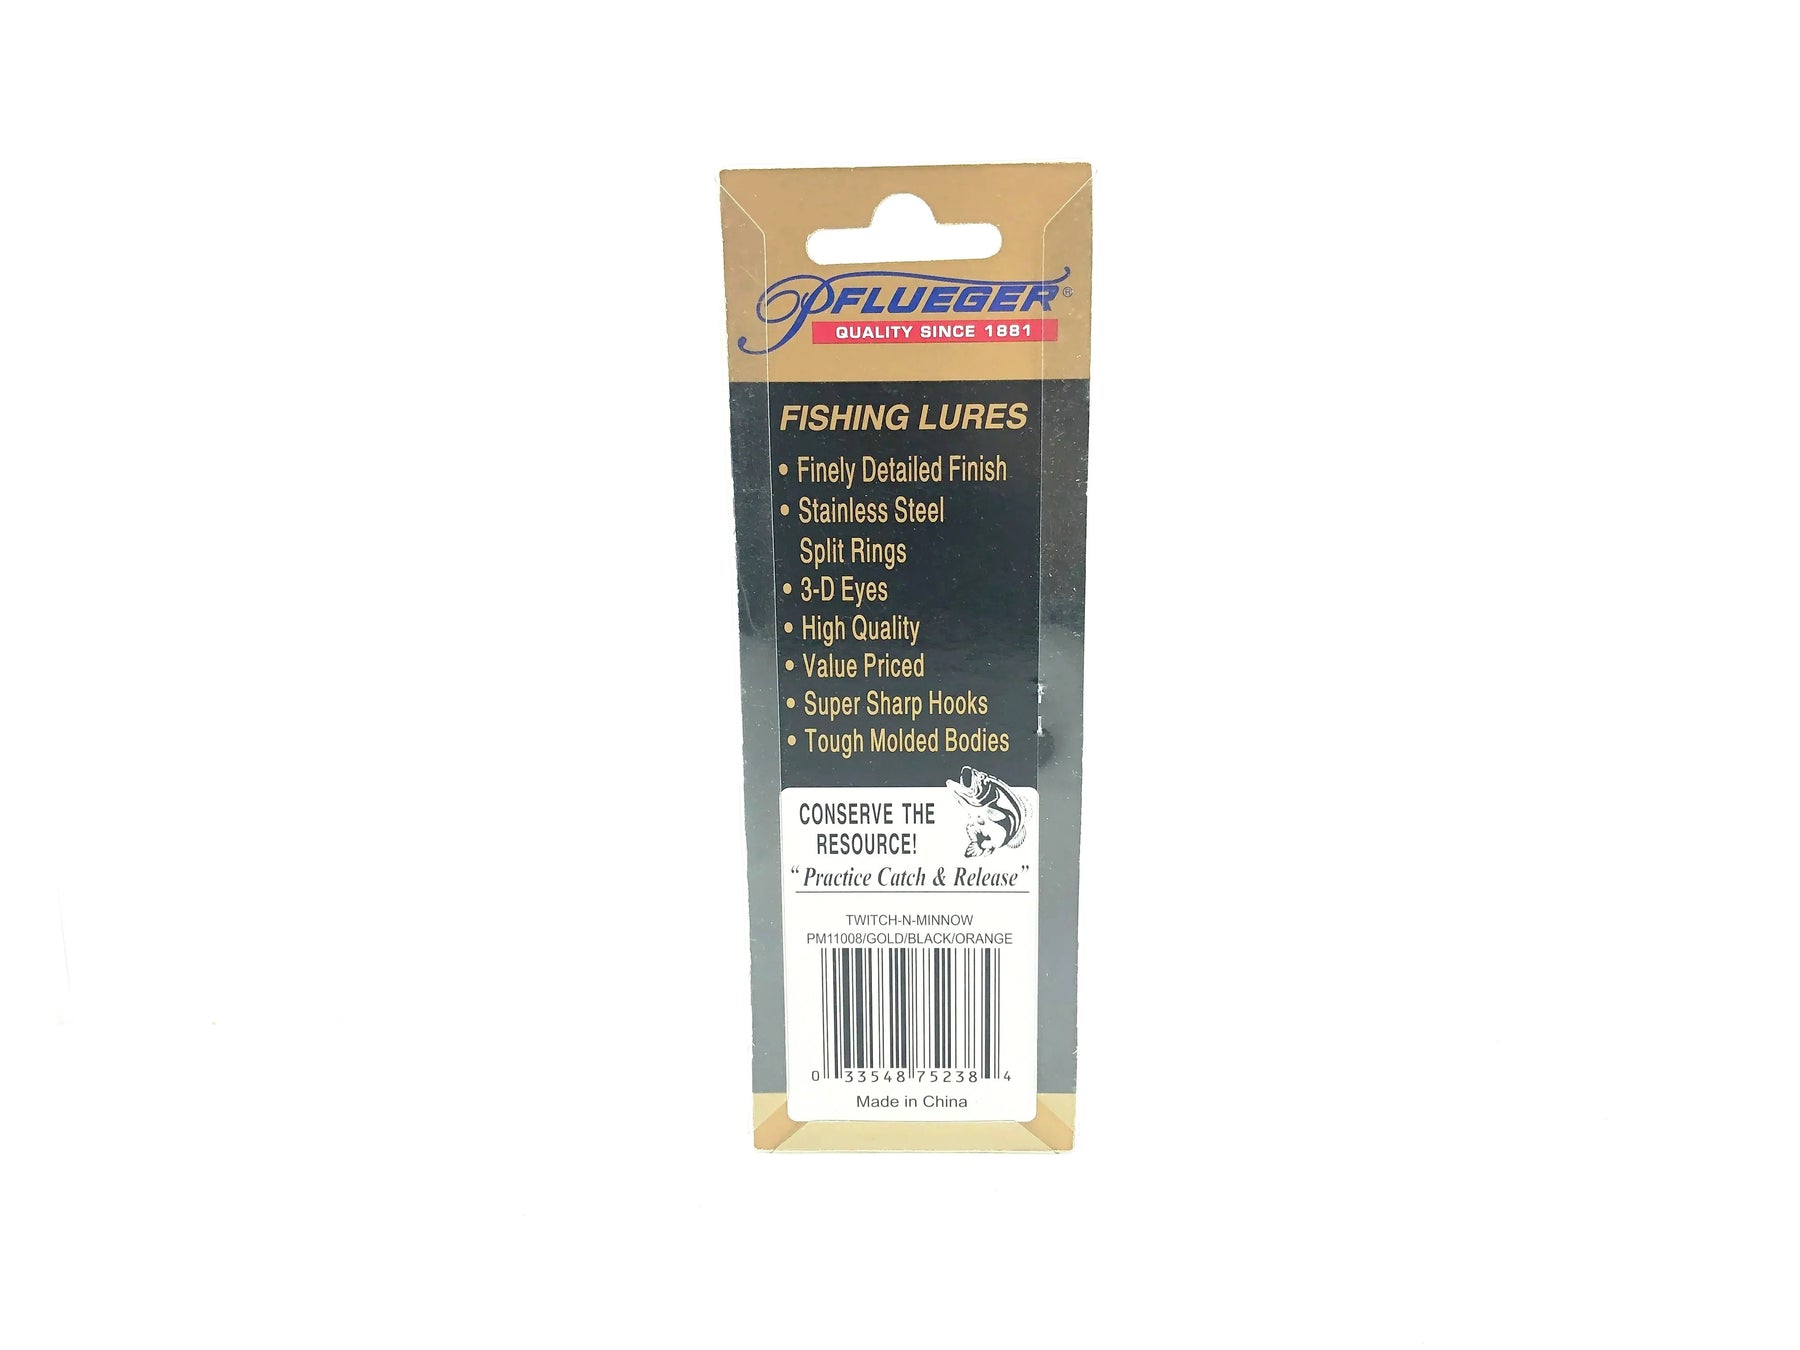 PFLUEGER®
QUALITY SINCE 1881
FISHING LURES
• Finely Detailed Finish
• Stainless Steel
Split Rings
• 3-D Eyes
• High Quality
• Value Priced
• Super Sharp Hooks
• Tough Molded Bodies
CONSERVE THE
RESOURCE!
“Practice Catch & Release”
TWITCH-N-MINNOW
PM11008/GOLD/BLACK/ORANGE
0 33548 75238 4
Made in China